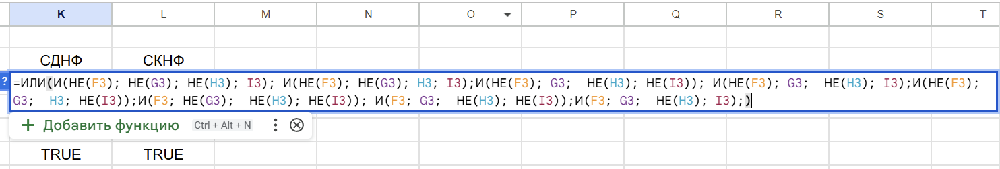 K L M N O P Q R S T
СДНФ СКНФ
?
=ИЛИ(И(НЕ(F3); НЕ(G3); НЕ(H3); I3); И(НЕ(F3); НЕ(G3); H3; I3);И(НЕ(F3); G3;  НЕ(H3); НЕ(I3)); И(НЕ(F3); G3;  НЕ(H3); I3);И(НЕ(F3);
G3;  H3; НЕ(I3));И(F3; НЕ(G3);  НЕ(H3); НЕ(I3)); И(F3; G3;  НЕ(H3); НЕ(I3));И(F3; G3;  НЕ(H3); I3);)
+ Добавить функцию Ctrl + Alt + N
TRUE TRUE